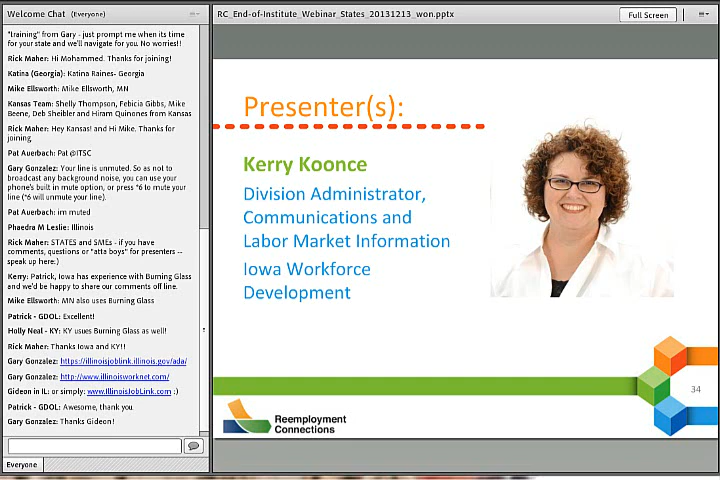 Welcome Chat (Everyone)
"training" from Gary - just prompt me when its time
for your state and we'll navigate for you. No worries!!
Rick Maher: Hi Mohammed. Thanks for joining!
Katina (Georgia): Katina Raines- Georgia
Mike Ellsworth: Mike Ellsworth, MN
Kansas Team: Shelly Thompson, Febicia Gibbs, Mike
Beene, Deb Sheibler and Hiram Quinones from Kansas
Rick Maher: Hey Kansas! and Hi Mike. Thanks for
joining
Pat Auerbach: Pat @ITSC
Gary Gonzalez: Your line is unmuted. So as not to
broadcast any background noise, you can use your
phone's built in mute option, or press *6 to mute your
line (*6 will unmute your line).
Pat Auerbach: im muted
Phaedra M Leslie: Illinois
Rick Maher: STATES and SMEs - if you have
comments, questions or "atta boys" for presenters --
speak up here:)
Kerry: Patrick, Iowa has experience with Burning Glass
and we'd be happy to share our comments off line.
Mike Ellsworth: MN also uses Burning Glass
Patrick - GDOL: Excellent!
Holly Neal - KY: KY usues Burning Glass as well!
Rick Maher: Thanks Iowa and KY!!
Gary Gonzalez: https://illinoisjoblink.illinois.gov/ada/
Gary Gonzalez: http://www.illinoisworknet.com/
Gideon in IL: or simply: www.IllinoisJobLink.com :)
Patrick - GDOL: Awesome, thank you
Gary Gonzalez: Thanks Gideon!
Everyone
RC_End-of-Institute_Webinar_States_20131213_won.pptx
Full Screen
Presenter(s):
Kerry Koonce
Division Administrator,
Communications and
Labor Market Information
Iowa Workforce
Development
34
Reemployment
Connections